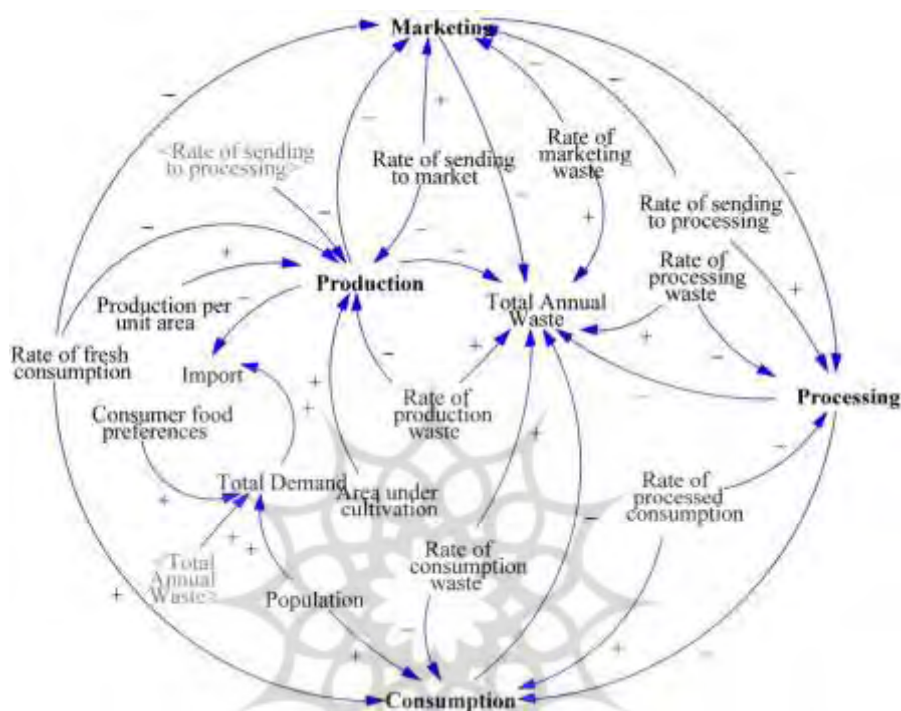 Marketing
<Rate of sending
to processing>
Rate of sending
to market
Rate of
marketing
waste
Rate of sending
to processing
Production
Production per
unit area
Total Annual
Waste
Rate of
processing
waste
Rate of fresh
consumption
Import
Rate of
production
waste
Processing
Consumer food
preferences
Total Demand
Area under
cultivation
Rate of
processed
consumption
<Total
Annual
Waste>
Population
Rate of
consumption
waste
Consumption